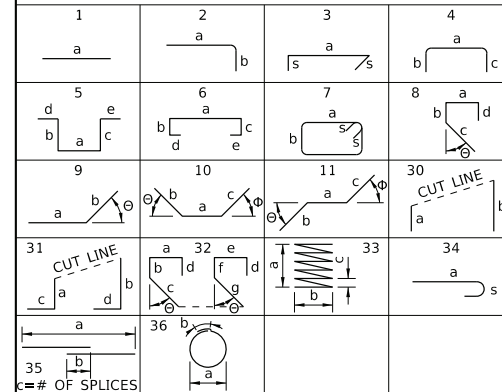 1 2 3 4
a
a
b
a
s s
a
b c
5 6 7 8
d e
b c
a
a
b c
d e
a
b
s
s
a
b d
c
Θ
9 10 11 30
a b Θ
Θ b a c Φ
Θ b a c Φ
CUT LINE
a b
31 32 33 34
CUT LINE
a b
c d
a e
b d f d
c g
Θ Θ
a c
b
a
s
35 36
a
b
c=# OF SPLICES
b
a